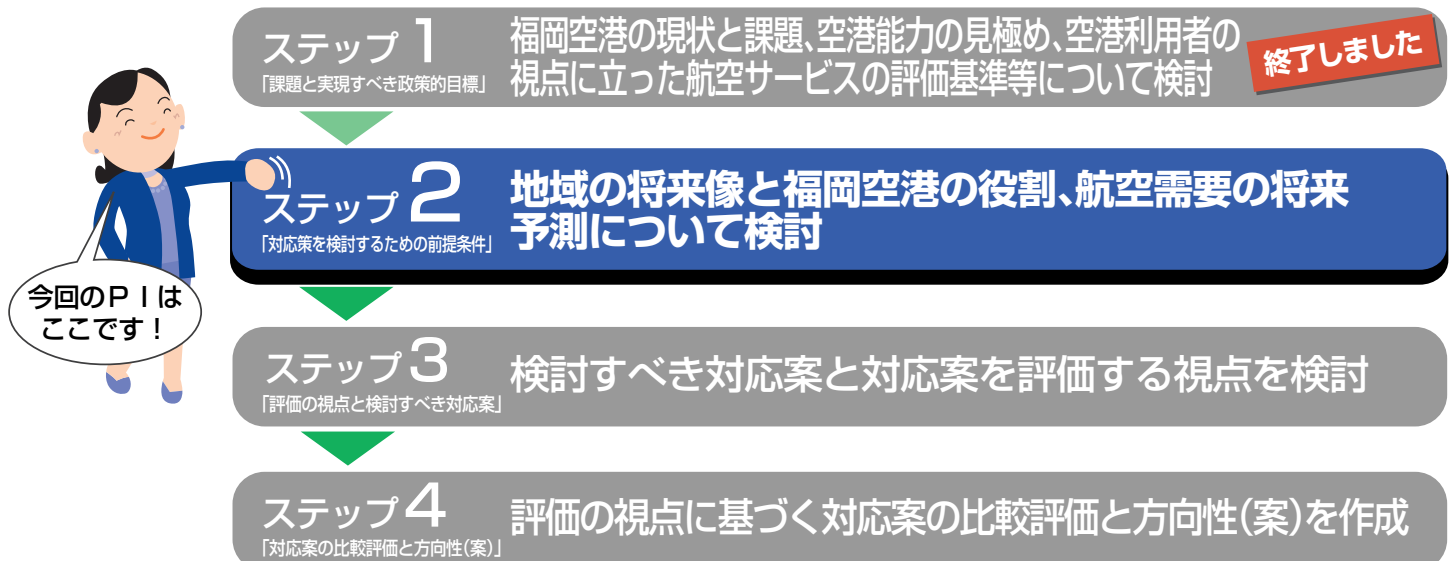 ステップ1
「課題と実現すべき政策的目標」
福岡空港の現状と課題、空港能力の見極め、空港利用者の
視点に立った航空サービスの評価基準等について検討
終了しました
ステップ2
「対応策を検討するための前提条件」
地域の将来像と福岡空港の役割、航空需要の将来
予測について検討
今回のPIは
ここです!
ステップ3
「評価の視点と検討すべき対応案」
検討すべき対応案と対応案を評価する視点を検討
ステップ4
「対応案の比較評価と方向性(案)」
評価の視点に基づく対応案の比較評価と方向性(案)を作成